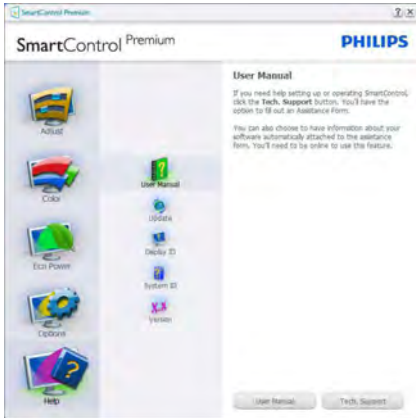 SmartControl Premium
SmartControl Premium
PHILIPS
Adjust
Color
Eco Power
Options
Help
User Manual
Update
Display ID
System ID
Version
User Manual
If you need help setting up or operating SmartControl,
click the Tech. Support button. You'll have the
option to fill out an Assistance Form.
You can also choose to have information about your
software automatically attached to the assistance
form. You'll need to be online to use the feature.
User Manual
Tech. Support